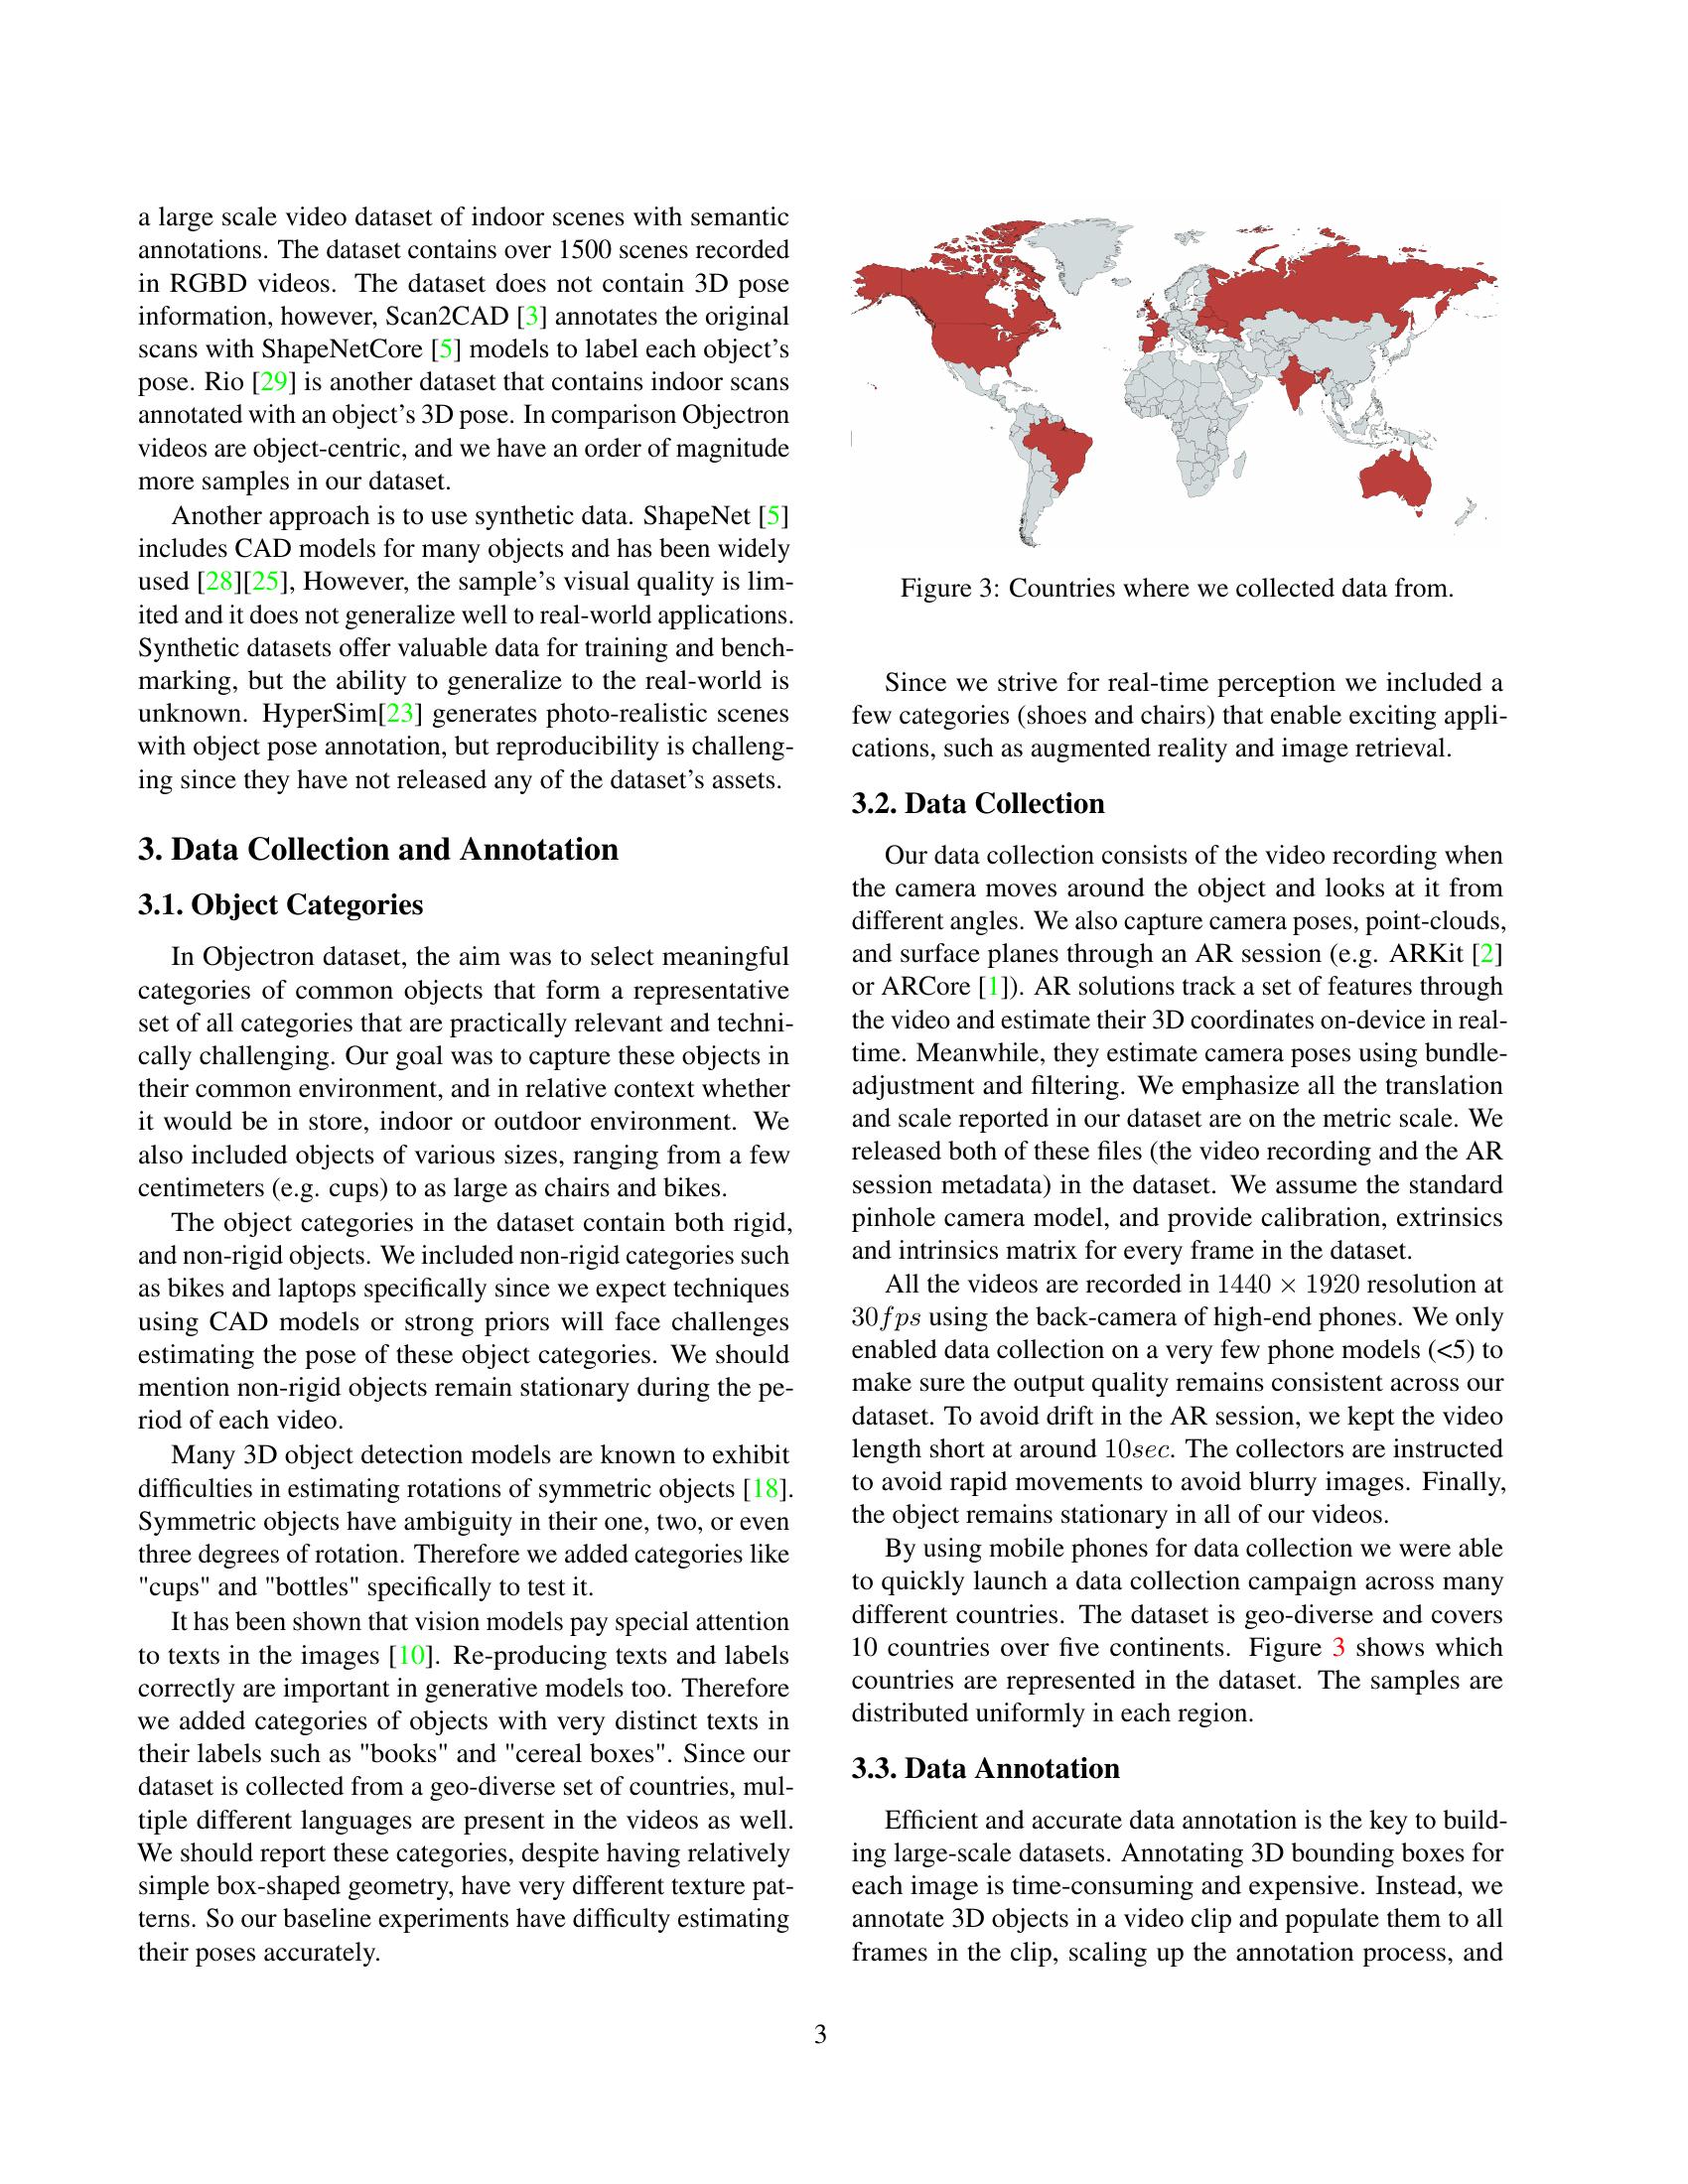 a large scale video dataset of indoor scenes with semantic
annotations. The dataset contains over 1500 scenes recorded
in RGBD videos. The dataset does not contain 3D pose
information, however, Scan2CAD [3] annotates the original
scans with ShapeNetCore [5] models to label each object's
pose. Rio [29] is another dataset that contains indoor scans
annotated with an object's 3D pose. In comparison Objectron
videos are object-centric, and we have an order of magnitude
more samples in our dataset.
Another approach is to use synthetic data. ShapeNet [5]
includes CAD models for many objects and has been widely
used [28][25], However, the sample's visual quality is lim-
ited and it does not generalize well to real-world applications.
Synthetic datasets offer valuable data for training and bench-
marking, but the ability to generalize to the real-world is
unknown. HyperSim[23] generates photo-realistic scenes
with object pose annotation, but reproducibility is challeng-
ing since they have not released any of the dataset's assets.
3. Data Collection and Annotation
3.1. Object Categories
In Objectron dataset, the aim was to select meaningful
categories of common objects that form a representative
set of all categories that are practically relevant and techni-
cally challenging. Our goal was to capture these objects in
their common environment, and in relative context whether
it would be in store, indoor or outdoor environment. We
also included objects of various sizes, ranging from a few
centimeters (e.g. cups) to as large as chairs and bikes.
The object categories in the dataset contain both rigid,
and non-rigid objects. We included non-rigid categories such
as bikes and laptops specifically since we expect techniques
using CAD models or strong priors will face challenges
estimating the pose of these object categories. We should
mention non-rigid objects remain stationary during the pe-
riod of each video.
Many 3D object detection models are known to exhibit
difficulties in estimating rotations of symmetric objects [18].
Symmetric objects have ambiguity in their one, two, or even
three degrees of rotation. Therefore we added categories like
"cups" and "bottles" specifically to test it.
It has been shown that vision models pay special attention
to texts in the images [10]. Re-producing texts and labels
correctly are important in generative models too. Therefore
we added categories of objects with very distinct texts in
their labels such as "books" and "cereal boxes". Since our
dataset is collected from a geo-diverse set of countries, mul-
tiple different languages are present in the videos as well.
We should report these categories, despite having relatively
simple box-shaped geometry, have very different texture pat-
terns. So our baseline experiments have difficulty estimating
their poses accurately.
Figure 3: Countries where we collected data from.
Since we strive for real-time perception we included a
few categories (shoes and chairs) that enable exciting appli-
cations, such as augmented reality and image retrieval.
3.2. Data Collection
Our data collection consists of the video recording when
the camera moves around the object and looks at it from
different angles. We also capture camera poses, point-clouds,
and surface planes through an AR session (e.g. ARKit [2]
or ARCore [1]). AR solutions track a set of features through
the video and estimate their 3D coordinates on-device in real-
time. Meanwhile, they estimate camera poses using bundle-
adjustment and filtering. We emphasize all the translation
and scale reported in our dataset are on the metric scale. We
released both of these files (the video recording and the AR
session metadata) in the dataset. We assume the standard
pinhole camera model, and provide calibration, extrinsics
and intrinsics matrix for every frame in the dataset.
All the videos are recorded in 1440 × 1920 resolution at
30fps using the back-camera of high-end phones. We only
enabled data collection on a very few phone models (<5) to
make sure the output quality remains consistent across our
dataset. To avoid drift in the AR session, we kept the video
length short at around 10sec. The collectors are instructed
to avoid rapid movements to avoid blurry images. Finally,
the object remains stationary in all of our videos.
By using mobile phones for data collection we were able
to quickly launch a data collection campaign across many
different countries. The dataset is geo-diverse and covers
10 countries over five continents. Figure 3 shows which
countries are represented in the dataset. The samples are
distributed uniformly in each region.
3.3. Data Annotation
Efficient and accurate data annotation is the key to build-
ing large-scale datasets. Annotating 3D bounding boxes for
each image is time-consuming and expensive. Instead, we
annotate 3D objects in a video clip and populate them to all
frames in the clip, scaling up the annotation process, and
3